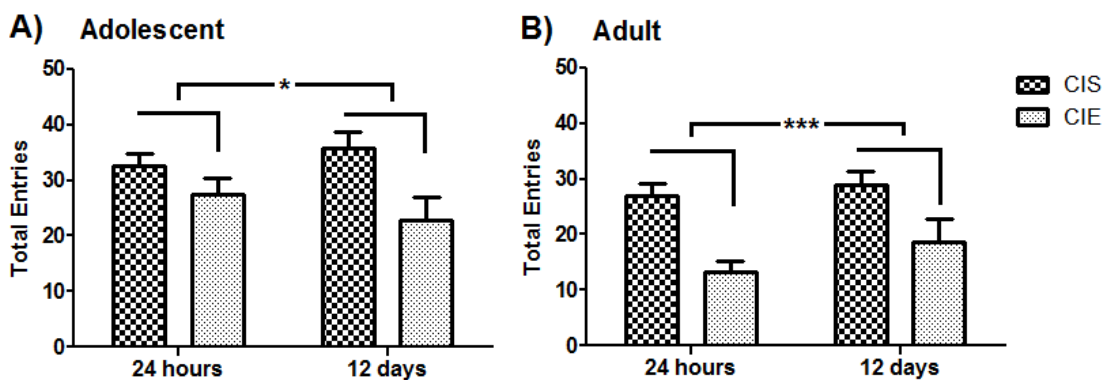 A) Adolescent
50
40
30
20
10
0
Total Entries
*
24 hours
12 days
B) Adult
50
40
30
20
10
0
Total Entries
***
24 hours
12 days
CIS
CIE